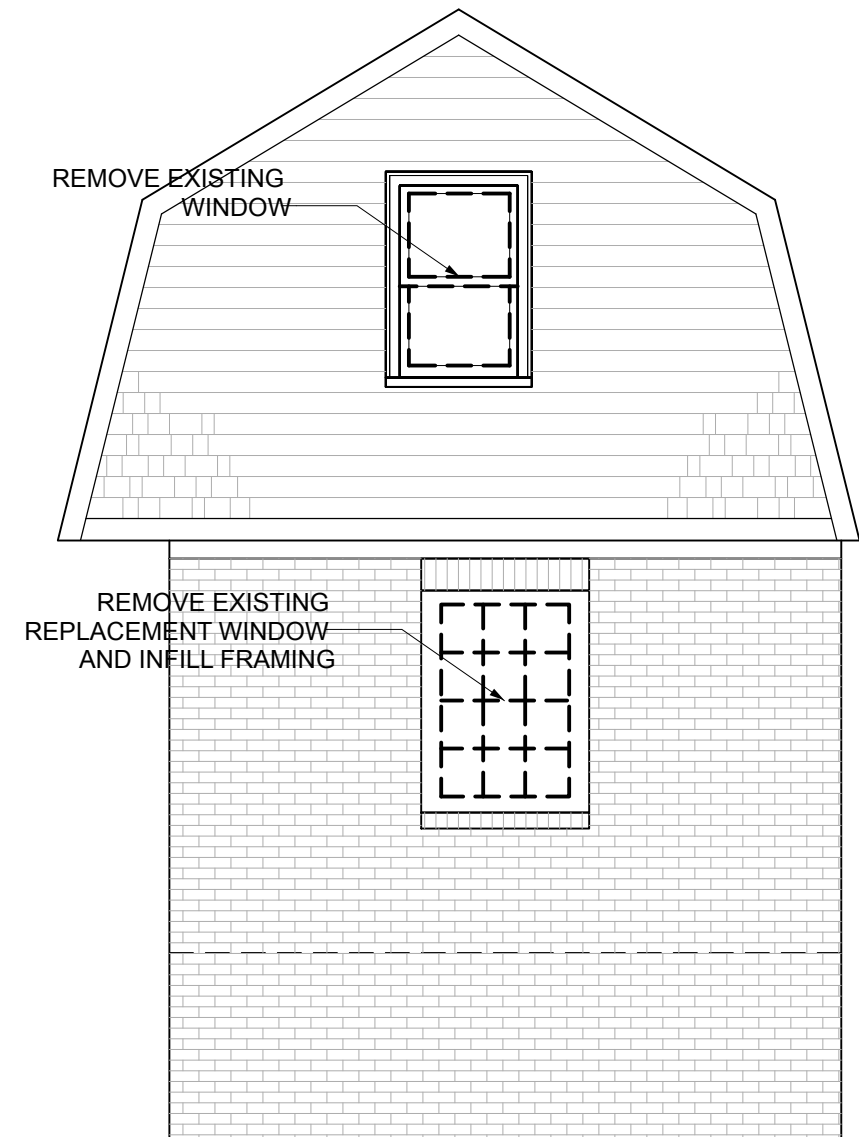 REMOVE EXISTING
WINDOW
REMOVE EXISTING
REPLACEMENT WINDOW
AND INFILL FRAMING